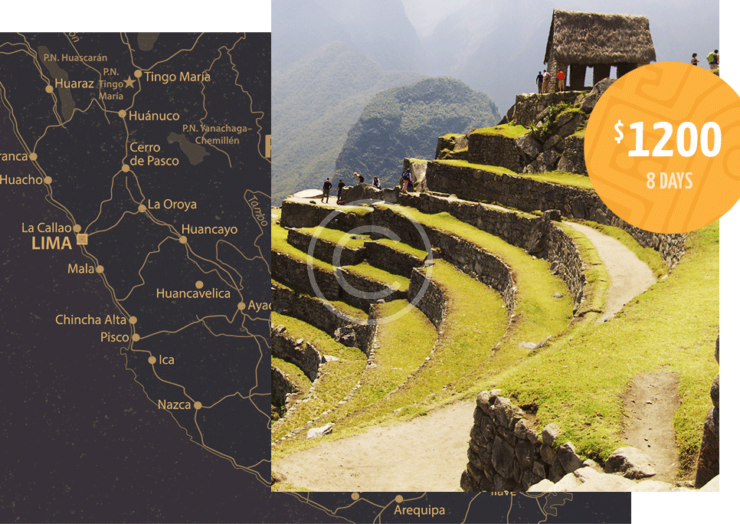 P.N. Huascarán
Huaraz
P.N.
Tingo
María
Tingo María
Huánuco
P.N. Yanachaga–
Chemillén
Cerro
de Pasco
ranca
Huacho
La Oroya
La Callao
LIMA
Huancayo
Mala
Huancavelica
Ayac
Chincha Alta
Pisco
Ica
Nazca
Arequipa
$1200
8 DAYS